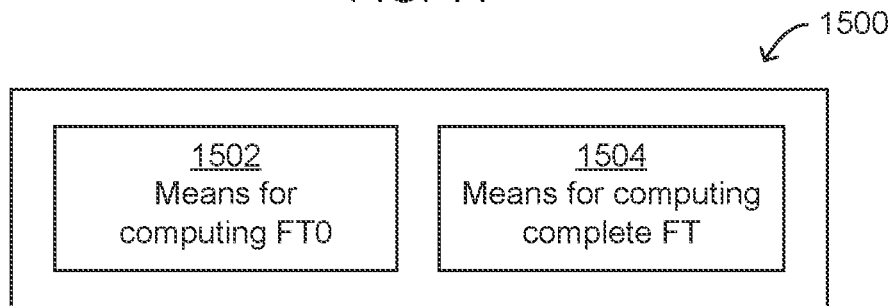 1500
1502
Means for
computing FT0
1504
Means for computing
complete FT